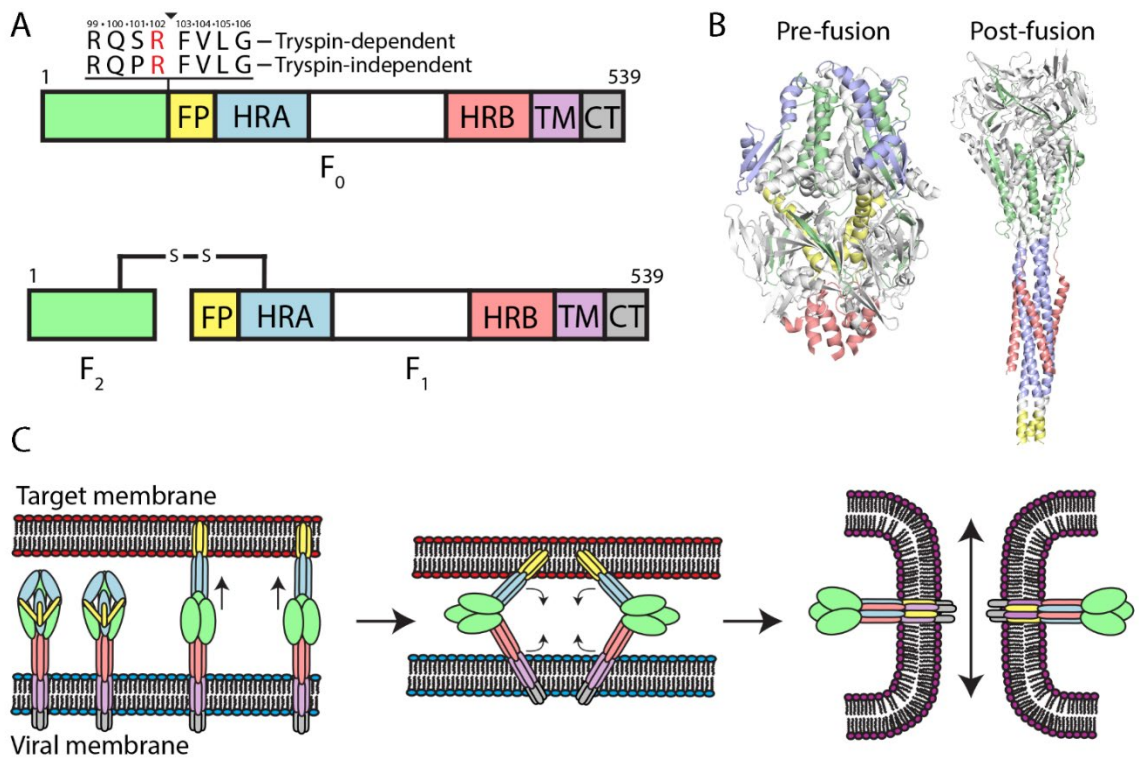 A
99 • 100 • 101 • 102 103 • 104 • 105 • 106
R Q S R F V L G – Tryspin-dependent
R Q P R F V L G – Tryspin-independent
1 539
FP HRA HRB TM CT
F0
1 S S 539
FP HRA HRB TM CT
F2 F1
B
Pre-fusion Post-fusion
C
Target membrane
Viral membrane